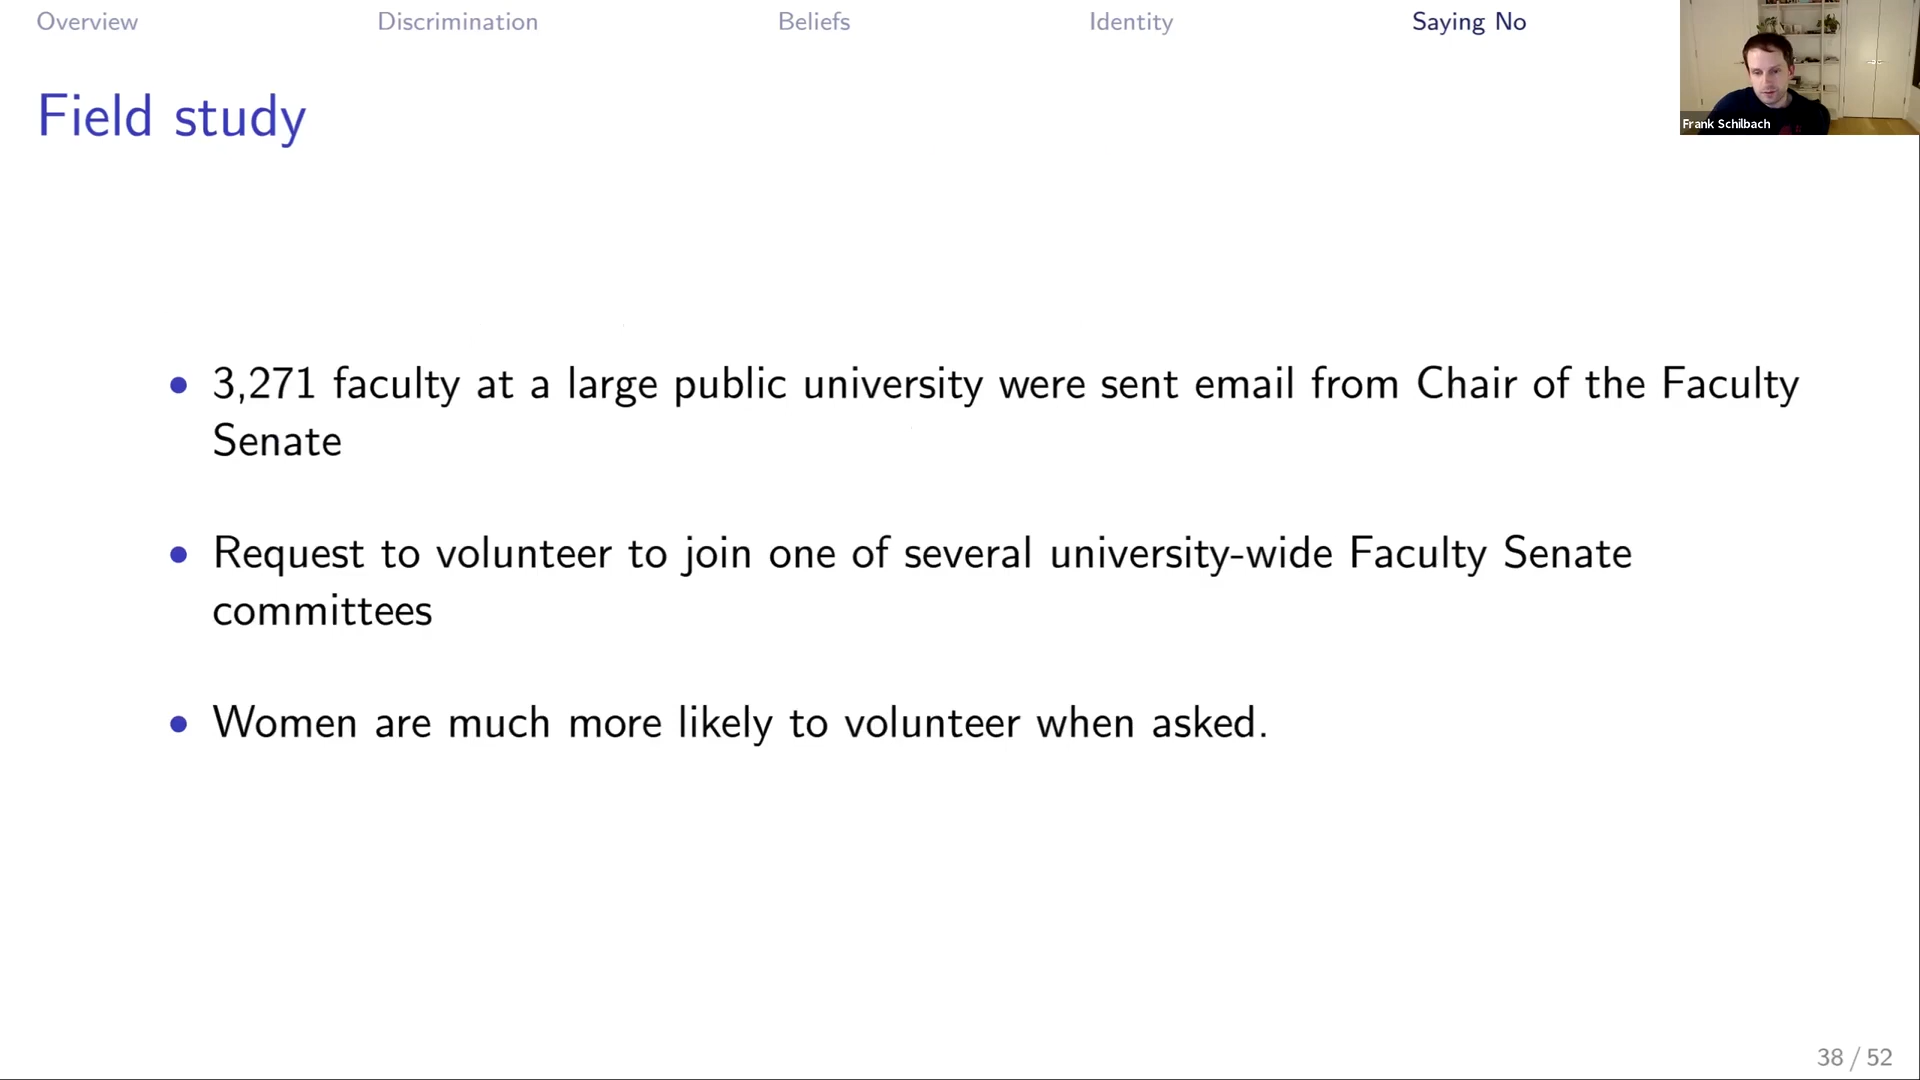 Overview Discrimination Beliefs Identity Saying No
Frank Schilbach
Field study
• 3,271 faculty at a large public university were sent email from Chair of the Faculty
Senate
• Request to volunteer to join one of several university-wide Faculty Senate
committees
• Women are much more likely to volunteer when asked.
38 / 52